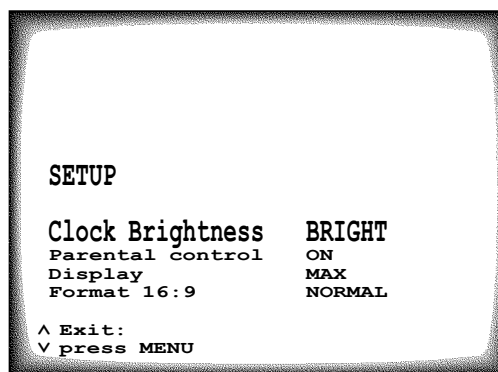 SETUP
Clock Brightness BRIGHT
Parental control ON
Display MAX
Format 16:9 NORMAL
∧ Exit:
∨ press MENU